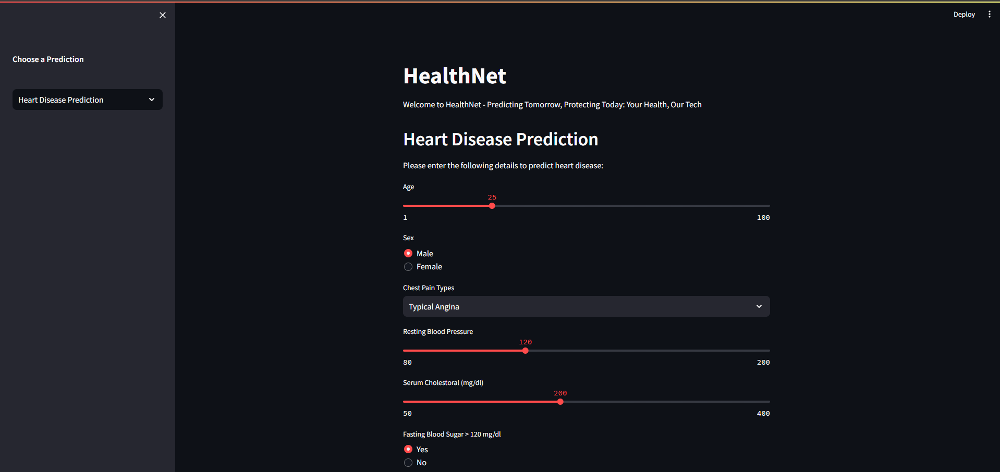 Deploy
Choose a Prediction
Heart Disease Prediction
HealthNet
Welcome to HealthNet - Predicting Tomorrow, Protecting Today: Your Health, Our Tech
Heart Disease Prediction
Please enter the following details to predict heart disease:
Age
25
1 100
Sex
Male
Female
Chest Pain Types
Typical Angina
Resting Blood Pressure
120
80 200
Serum Cholestoral (mg/dl)
200
50 400
Fasting Blood Sugar > 120 mg/dl
Yes
No